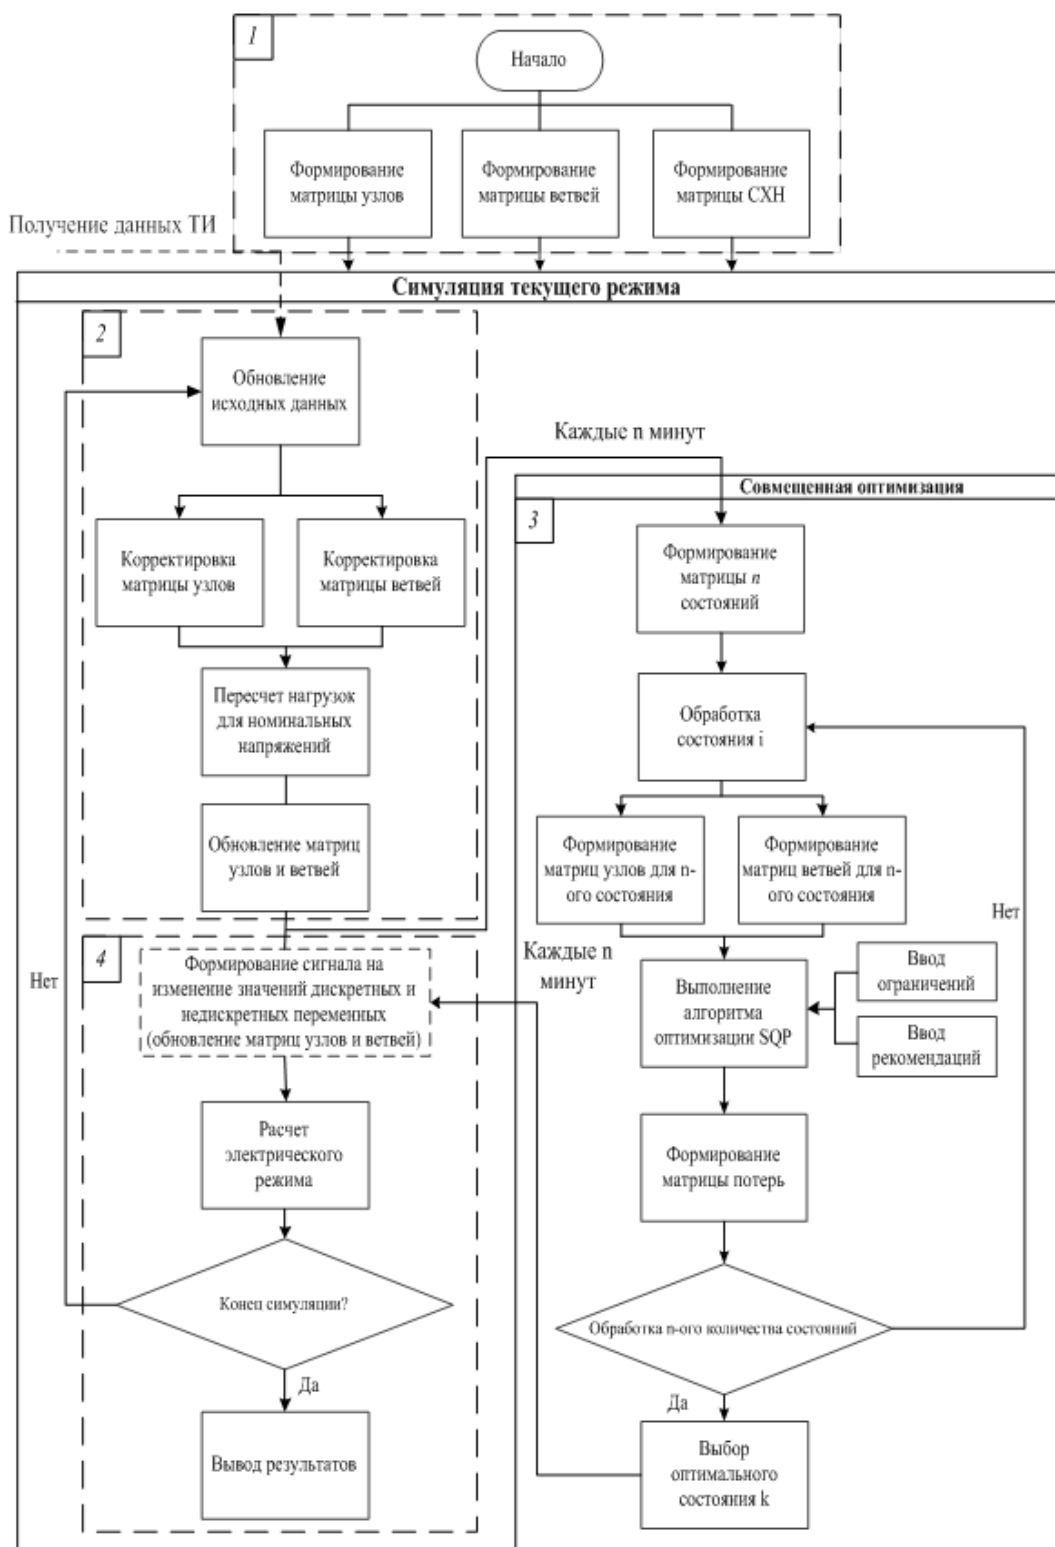 1
Начало
Формирование
матрицы узлов
Формирование
матрицы ветвей
Формирование
матрицы СХН
Получение данных ТИ
Симуляция текущего режима
2
Обновление
исходных данных
Корректировка
матрицы узлов
Корректировка
матрицы ветвей
Пересчет нагрузок
для номинальных
напряжений
Обновление матриц
узлов и ветвей
Каждые n минут
Совмещенная оптимизация
3
Формирование
матрицы n
состояний
Обработка
состояния i
Формирование
матриц узлов для n-
ого состояния
Формирование
матриц ветвей для n-
ого состояния
Нет
Выполнение
алгоритма
оптимизации SQP
Ввод
ограничений
Ввод
рекомендаций
Формирование
матрицы потерь
Обработка n-ого количества состояний
Да
Выбор
оптимального
состояния k
Каждые n
минут
4
Формирование сигнала на
изменение значений дискретных и
недискретных переменных
(обновление матриц узлов и ветвей)
Нет
Расчет
электрического
режима
Конец симуляции?
Да
Вывод результатов